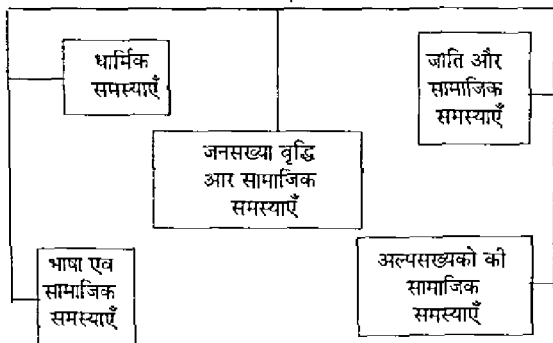 धार्मिक
समस्याएँ
जाति और
सामाजिक
समस्याएँ
जनसख्या वृद्धि
आर सामाजिक
समस्याएँ
भाषा एव
सामाजिक
समस्याएँ
अल्पसख्यको की
सामाजिक
समस्याएँ